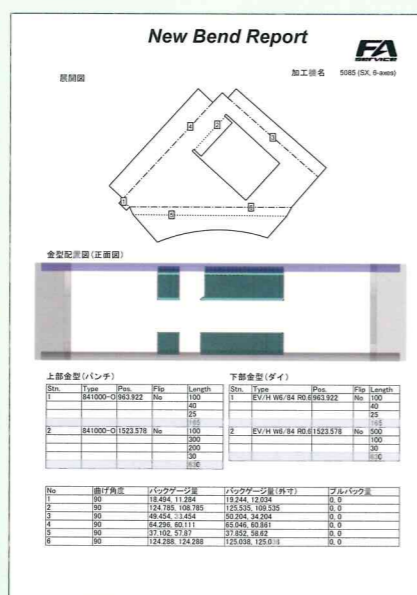 New Bend Report
FA
SERVICE
展開図
加工機名 5085 (SX, 6-axes)
4
2
3
1
6
5
金型配置図(正面図)
上部金型(パンチ)
Stn. Type Pos. Flip Length
1 841000-O 963.922 No 100
40
25
165
2 841000-O 1523.578 No 100
300
200
30
630
下部金型(ダイ)
Stn. Type Pos. Flip Length
1 EV/H W6/84 R0.6 963.922 No 100
40
25
165
2 EV/H W6/84 R0.6 1523.578 No 500
100
30
630
No 曲げ角度 バックゲージ量 バックゲージ量(外寸) プルバック量
1 90 18.494, 11.284 19.244, 12.034 0, 0
2 90 124.785, 108.785 125.535, 109.535 0, 0
3 90 49.454, 33.454 50.204, 34.204 0, 0
4 90 64.296, 60.111 65.046, 60.861 0, 0
5 90 37.102, 57.87 37.852, 58.62 0, 0
6 90 124.288, 124.288 125.038, 125.038 0, 0